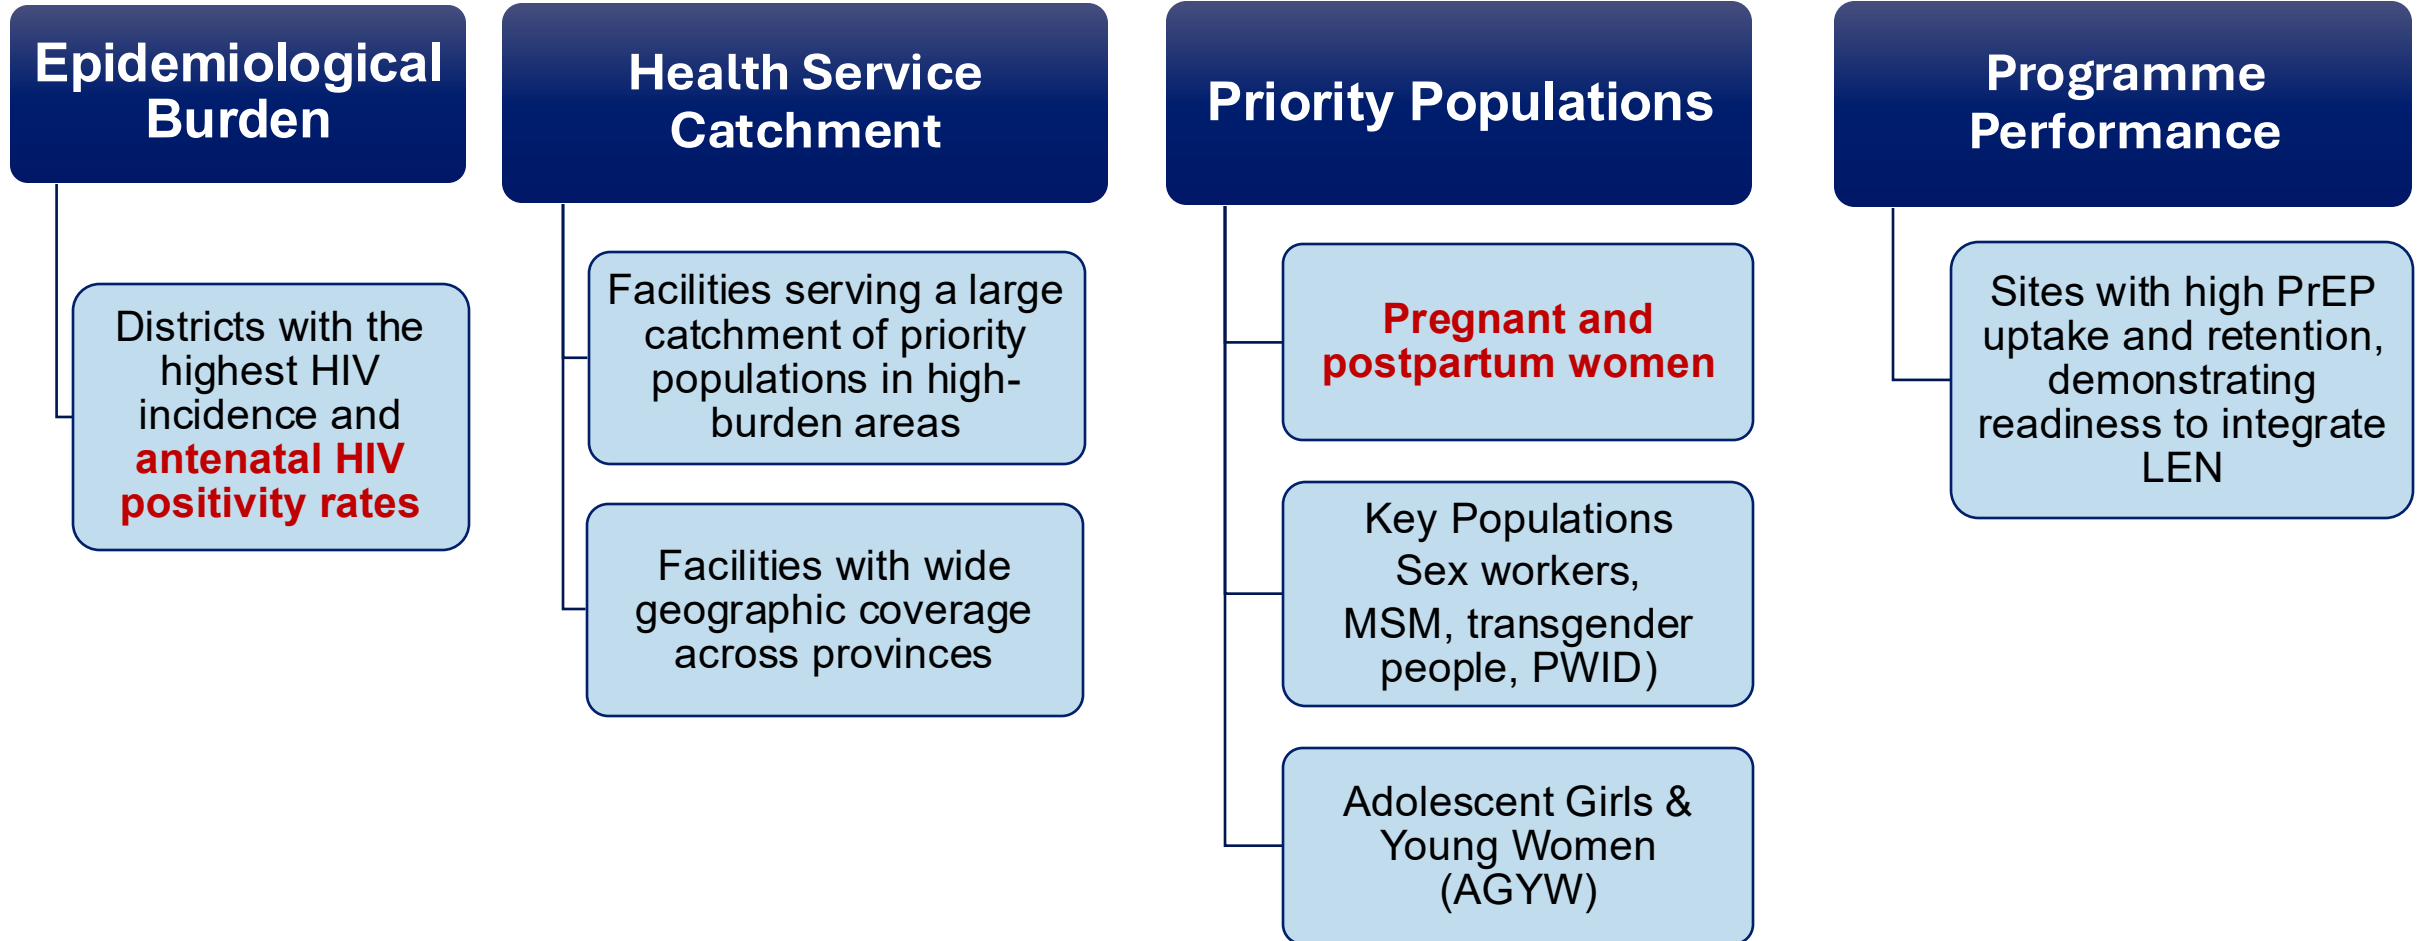 Epidemiological
Burden
Districts with the
highest HIV
incidence and
antenatal HIV
positivity rates
Health Service
Catchment
Facilities serving a large
catchment of priority
populations in high-
burden areas
Facilities with wide
geographic coverage
across provinces
Priority Populations
Pregnant and
postpartum women
Key Populations
Sex workers,
MSM, transgender
people, PWID)
Adolescent Girls &
Young Women
(AGYW)
Programme
Performance
Sites with high PrEP
uptake and retention,
demonstrating
readiness to integrate
LEN